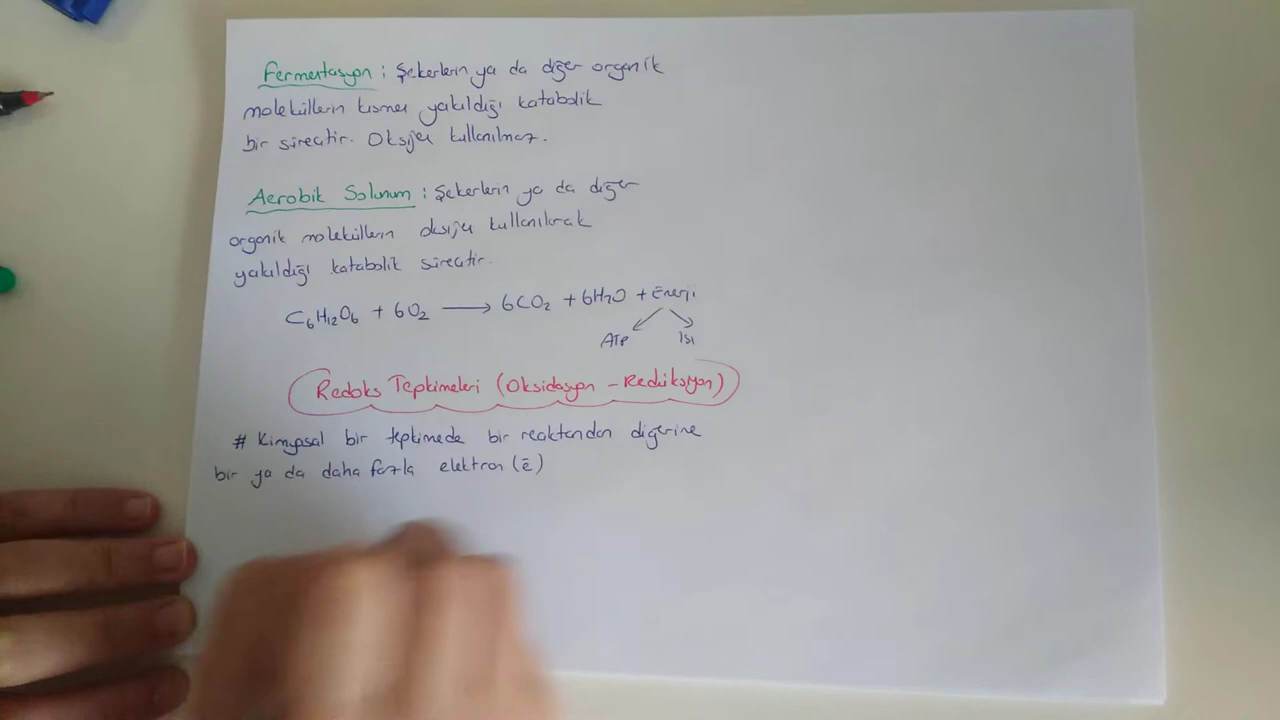 Fermentasyon : Şekerlerin ya da diğer organik
moleküllerin kısmen yakıldığı katabolik
bir süreçtir. Oksijen kullanılmaz.
Aerobik Solunum : Şekerlerin ya da diğer
organik moleküllerin oksijen kullanılarak
yakıldığı katabolik süreçtir.
C₆H₁₂O₆ + 6O₂ → 6CO₂ + 6H₂O + Enerji
ATP Isı
Redoks Tepkimeleri (Oksidasyon - Redüksiyon)
# Kimyasal bir tepkimede bir reaktandan diğerine
bir ya da daha fazla elektron (ē)